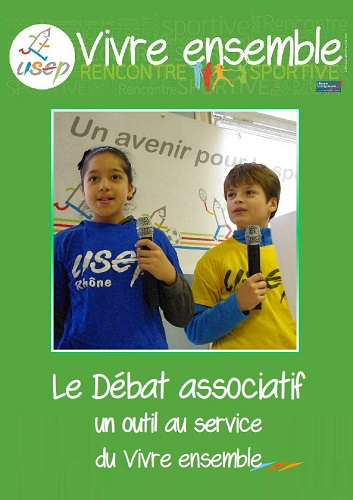 usep
Vivre ensemble
RENCONTRE SPORTIVE
Un avenir pour le
usep
Rhône
usep
Le Débat associatif
un outil au service
du Vivre ensemble